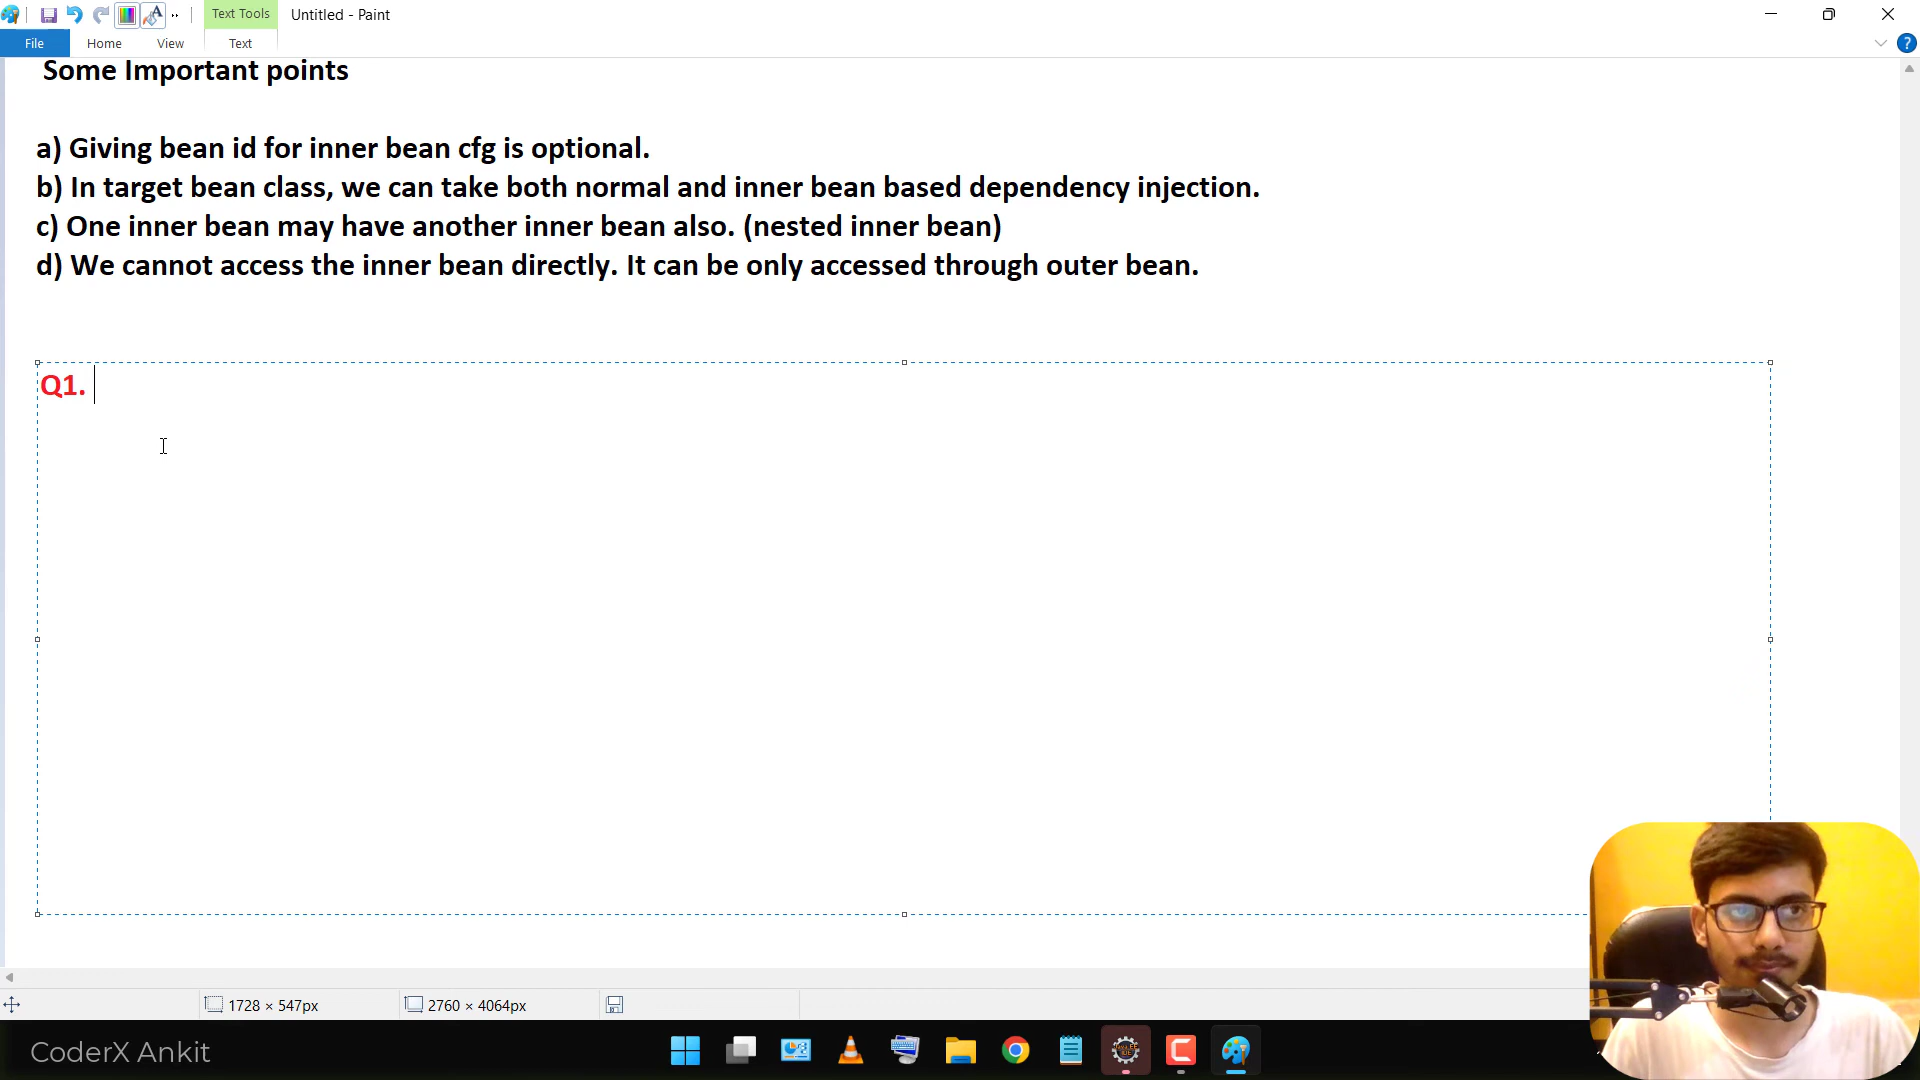 Text Tools
Untitled - Paint
File
Home
View
Text
Some Important points
a) Giving bean id for inner bean cfg is optional.
b) In target bean class, we can take both normal and inner bean based dependency injection.
c) One inner bean may have another inner bean also. (nested inner bean)
d) We cannot access the inner bean directly. It can be only accessed through outer bean.
Q1.
1728 × 547px
2760 × 4064px
CoderX Ankit